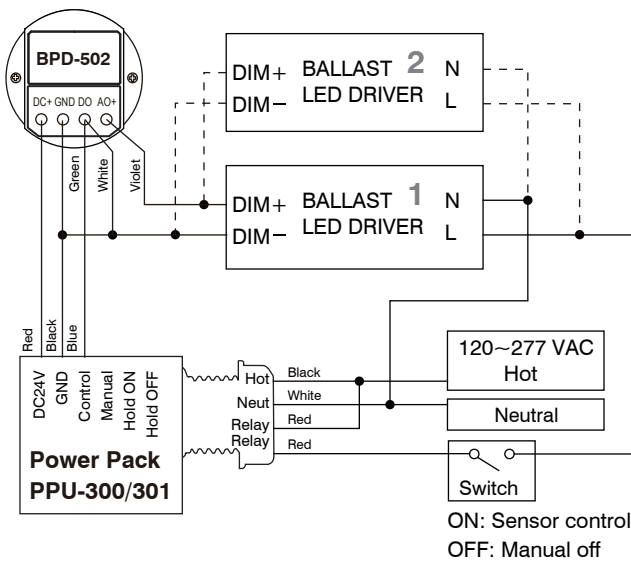 BPD-502
DC+ GND DO AO+
Green
White
Violet
DIM+ BALLAST 2 N
DIM− LED DRIVER L
DIM+ BALLAST 1 N
DIM− LED DRIVER L
Red
Black
Blue
DC24V
GND
Control
Manual
Hold ON
Hold OFF
Power Pack
PPU-300/301
Hot
Neut
Relay
Relay
Black
White
Red
Red
120~277 VAC
Hot
Neutral
Switch
ON: Sensor control
OFF: Manual off